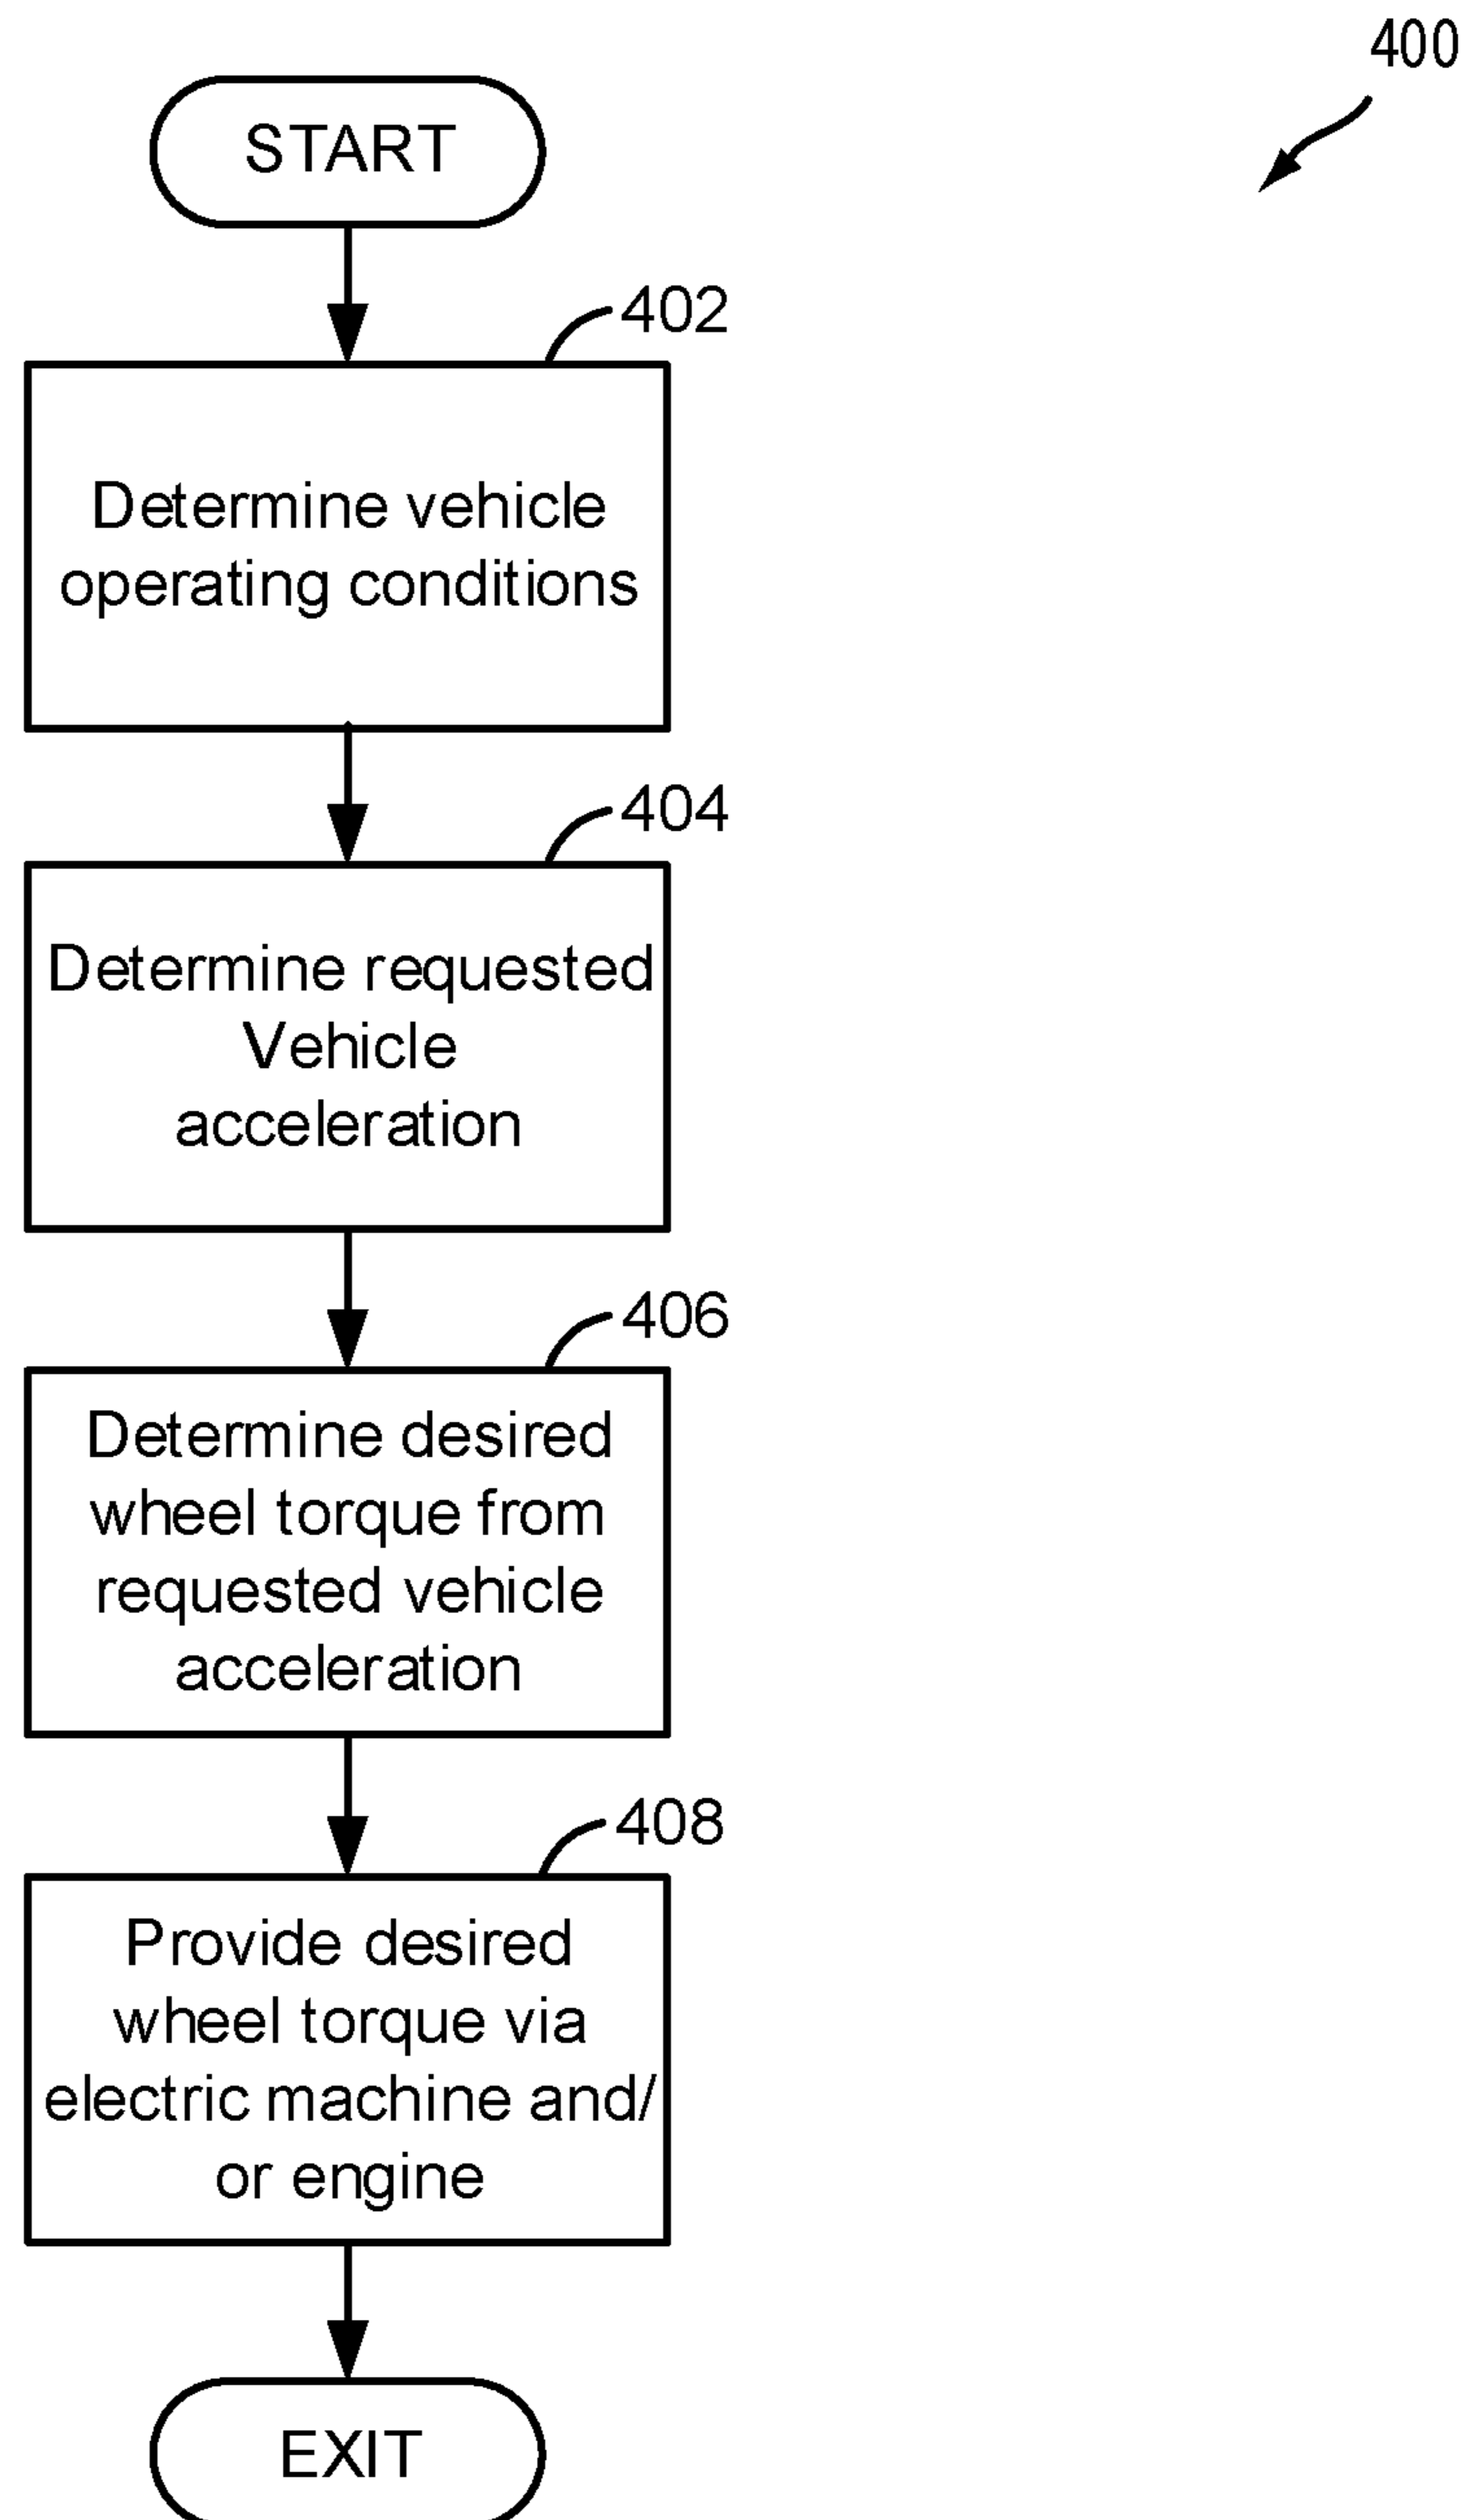 400
START
402
Determine vehicle
operating conditions
404
Determine requested
Vehicle
acceleration
406
Determine desired
wheel torque from
requested vehicle
acceleration
408
Provide desired
wheel torque via
electric machine and/
or engine
EXIT